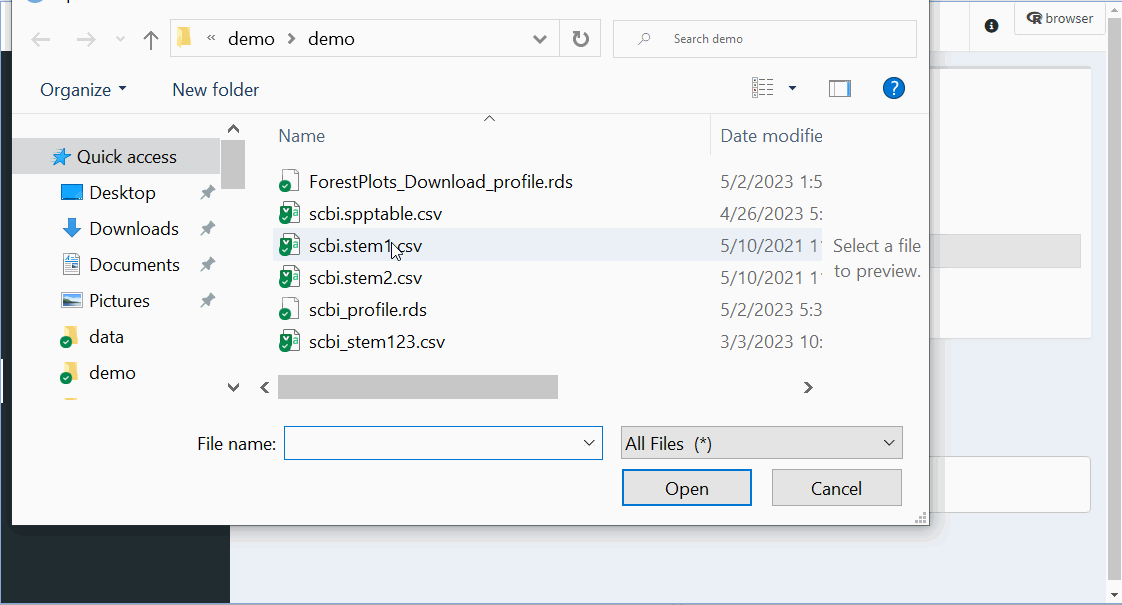 « demo > demo
Search demo
browser
Organize
New folder
?
Name
Date modifie
Quick access
Desktop
Downloads
Documents
Pictures
data
demo
ForestPlots_Download_profile.rds 5/2/2023 1:5
scbi.spptable.csv 4/26/2023 5:
scbi.stem1.csv 5/10/2021 1
scbi.stem2.csv 5/10/2021 1
scbi_profile.rds 5/2/2023 5:3
scbi_stem123.csv 3/3/2023 10:
Select a file
to preview.
File name:
All Files (*)
Open
Cancel